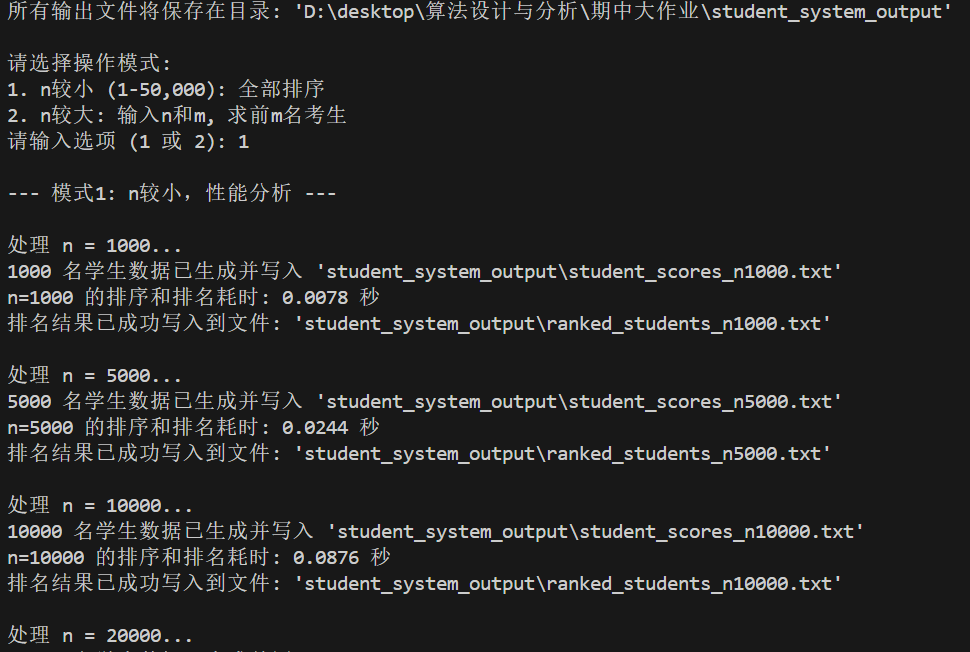 所有输出文件将保存在目录: 'D:\desktop\算法设计与分析\期中大作业\student_system_output'
请选择操作模式:
1. n较小 (1-50,000): 全部排序
2. n较大: 输入n和m, 求前m名考生
请输入选项 (1 或 2): 1
--- 模式1: n较小，性能分析 ---
处理 n = 1000...
1000 名学生数据已生成并写入 'student_system_output\student_scores_n1000.txt'
n=1000 的排序和排名耗时: 0.0078 秒
排名结果已成功写入到文件: 'student_system_output\ranked_students_n1000.txt'
处理 n = 5000...
5000 名学生数据已生成并写入 'student_system_output\student_scores_n5000.txt'
n=5000 的排序和排名耗时: 0.0244 秒
排名结果已成功写入到文件: 'student_system_output\ranked_students_n5000.txt'
处理 n = 10000...
10000 名学生数据已生成并写入 'student_system_output\student_scores_n10000.txt'
n=10000 的排序和排名耗时: 0.0876 秒
排名结果已成功写入到文件: 'student_system_output\ranked_students_n10000.txt'
处理 n = 20000...